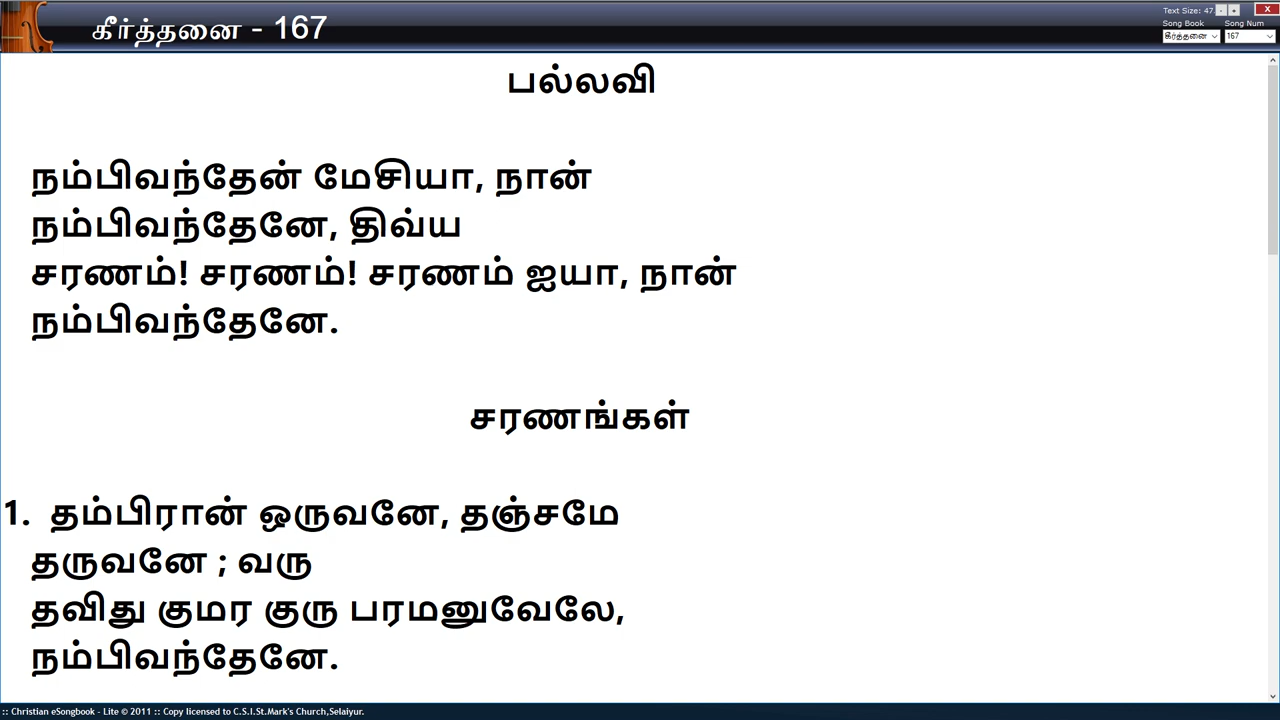 கீர்த்தனை - 167
Text Size: 47
- +
X
Song Book
Song Num
கீர்த்தனை
167
பல்லவி
நம்பிவந்தேன் மேசியா, நான்
நம்பிவந்தேனே, திவ்ய
சரணம்! சரணம்! சரணம் ஐயா, நான்
நம்பிவந்தேனே.
சரணங்கள்
1. தம்பிரான் ஒருவனே, தஞ்சமே
தருவனே ; வரு
தவிது குமர குரு பரமனுவேலே,
நம்பிவந்தேனே.
:: Christian eSongbook - Lite © 2011 :: Copy licensed to C.S.I.St.Mark's Church,Selaiyur.